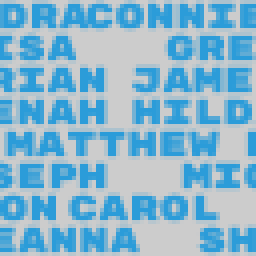 DRACONNIE
ISA GRE
RIAN JAME
ENAH HILD
MATTHEW
SEPH MIC
ON CAROL
EANNA SH